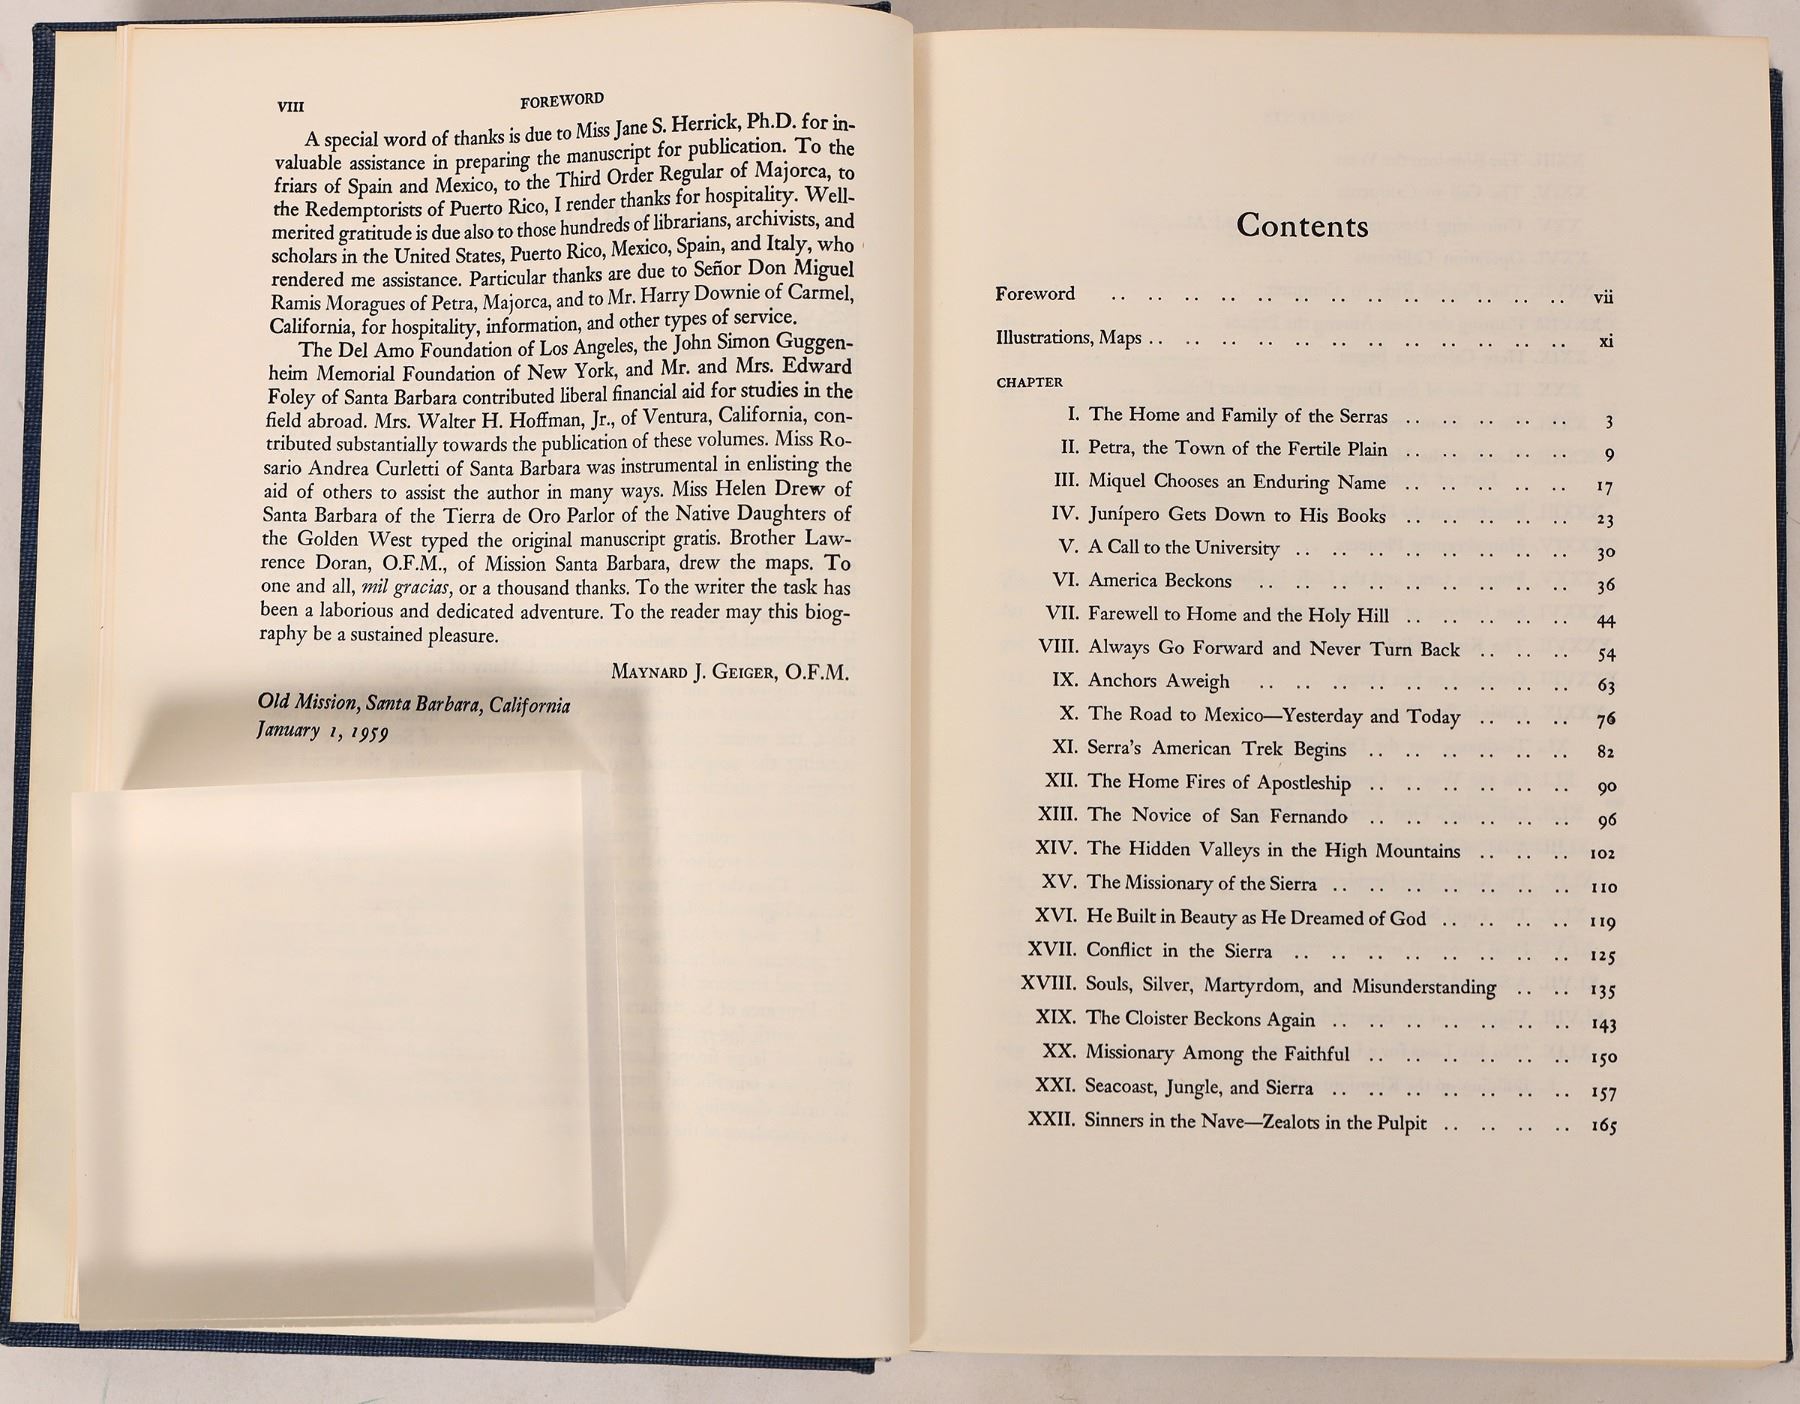 VIII FOREWORD
A special word of thanks is due to Miss Jane S. Herrick, Ph.D. for in-
valuable assistance in preparing the manuscript for publication. To the
friars of Spain and Mexico, to the Third Order Regular of Majorca, to
the Redemptorists of Puerto Rico, I render thanks for hospitality. Well-
merited gratitude is due also to those hundreds of librarians, archivists, and
scholars in the United States, Puerto Rico, Mexico, Spain, and Italy, who
rendered me assistance. Particular thanks are due to Señor Don Miguel
Ramis Moragues of Petra, Majorca, and to Mr. Harry Downie of Carmel,
California, for hospitality, information, and other types of service.
The Del Amo Foundation of Los Angeles, the John Simon Guggen-
heim Memorial Foundation of New York, and Mr. and Mrs. Edward
Foley of Santa Barbara contributed liberal financial aid for studies in the
field abroad. Mrs. Walter H. Hoffman, Jr., of Ventura, California, con-
tributed substantially towards the publication of these volumes. Miss Ro-
sario Andrea Curletti of Santa Barbara was instrumental in enlisting the
aid of others to assist the author in many ways. Miss Helen Drew of
Santa Barbara of the Tierra de Oro Parlor of the Native Daughters of
the Golden West typed the original manuscript gratis. Brother Law-
rence Doran, O.F.M., of Mission Santa Barbara, drew the maps. To
one and all, mil gracias, or a thousand thanks. To the writer the task has
been a laborious and dedicated adventure. To the reader may this biog-
raphy be a sustained pleasure.
MAYNARD J. GEIGER, O.F.M.
Old Mission, Santa Barbara, California
January 1, 1959
Contents
Foreword .. .. .. .. .. .. .. .. .. .. .. .. .. vii
Illustrations, Maps .. .. .. .. .. .. .. .. .. .. .. .. xi
CHAPTER
I. The Home and Family of the Serras .. .. .. .. .. 3
II. Petra, the Town of the Fertile Plain .. .. .. .. .. 9
III. Miquel Chooses an Enduring Name .. .. .. .. .. 17
IV. Junípero Gets Down to His Books .. .. .. .. .. 23
V. A Call to the University .. .. .. .. .. .. .. .. 30
VI. America Beckons .. .. .. .. .. .. .. .. .. 36
VII. Farewell to Home and the Holy Hill .. .. .. .. .. 44
VIII. Always Go Forward and Never Turn Back .. .. .. 54
IX. Anchors Aweigh .. .. .. .. .. .. .. .. .. 63
X. The Road to Mexico—Yesterday and Today .. .. .. 76
XI. Serra's American Trek Begins .. .. .. .. .. .. 82
XII. The Home Fires of Apostleship .. .. .. .. .. .. 90
XIII. The Novice of San Fernando .. .. .. .. .. .. 96
XIV. The Hidden Valleys in the High Mountains .. .. .. 102
XV. The Missionary of the Sierra .. .. .. .. .. .. .. 110
XVI. He Built in Beauty as He Dreamed of God .. .. .. .. 119
XVII. Conflict in the Sierra .. .. .. .. .. .. .. .. 125
XVIII. Souls, Silver, Martyrdom, and Misunderstanding .. .. 135
XIX. The Cloister Beckons Again .. .. .. .. .. .. .. 143
XX. Missionary Among the Faithful .. .. .. .. .. .. 150
XXI. Seacoast, Jungle, and Sierra .. .. .. .. .. .. .. 157
XXII. Sinners in the Nave—Zealots in the Pulpit .. .. .. .. 165